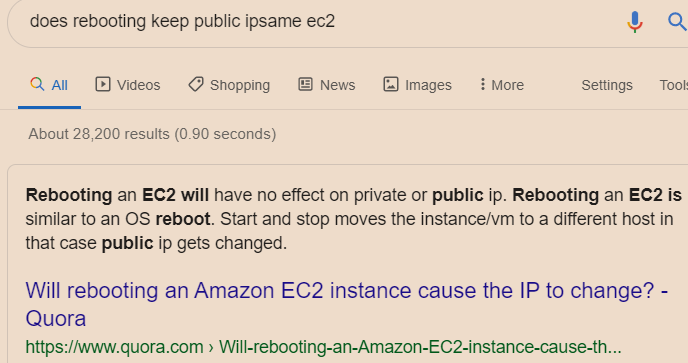 does rebooting keep public ipsame ec2
All Videos Shopping News Images More Settings Tools
About 28,200 results (0.90 seconds)
Rebooting an EC2 will have no effect on private or public ip. Rebooting an EC2 is
similar to an OS reboot. Start and stop moves the instance/vm to a different host in
that case public ip gets changed.
Will rebooting an Amazon EC2 instance cause the IP to change? -
Quora
https://www.quora.com › Will-rebooting-an-Amazon-EC2-instance-cause-th...